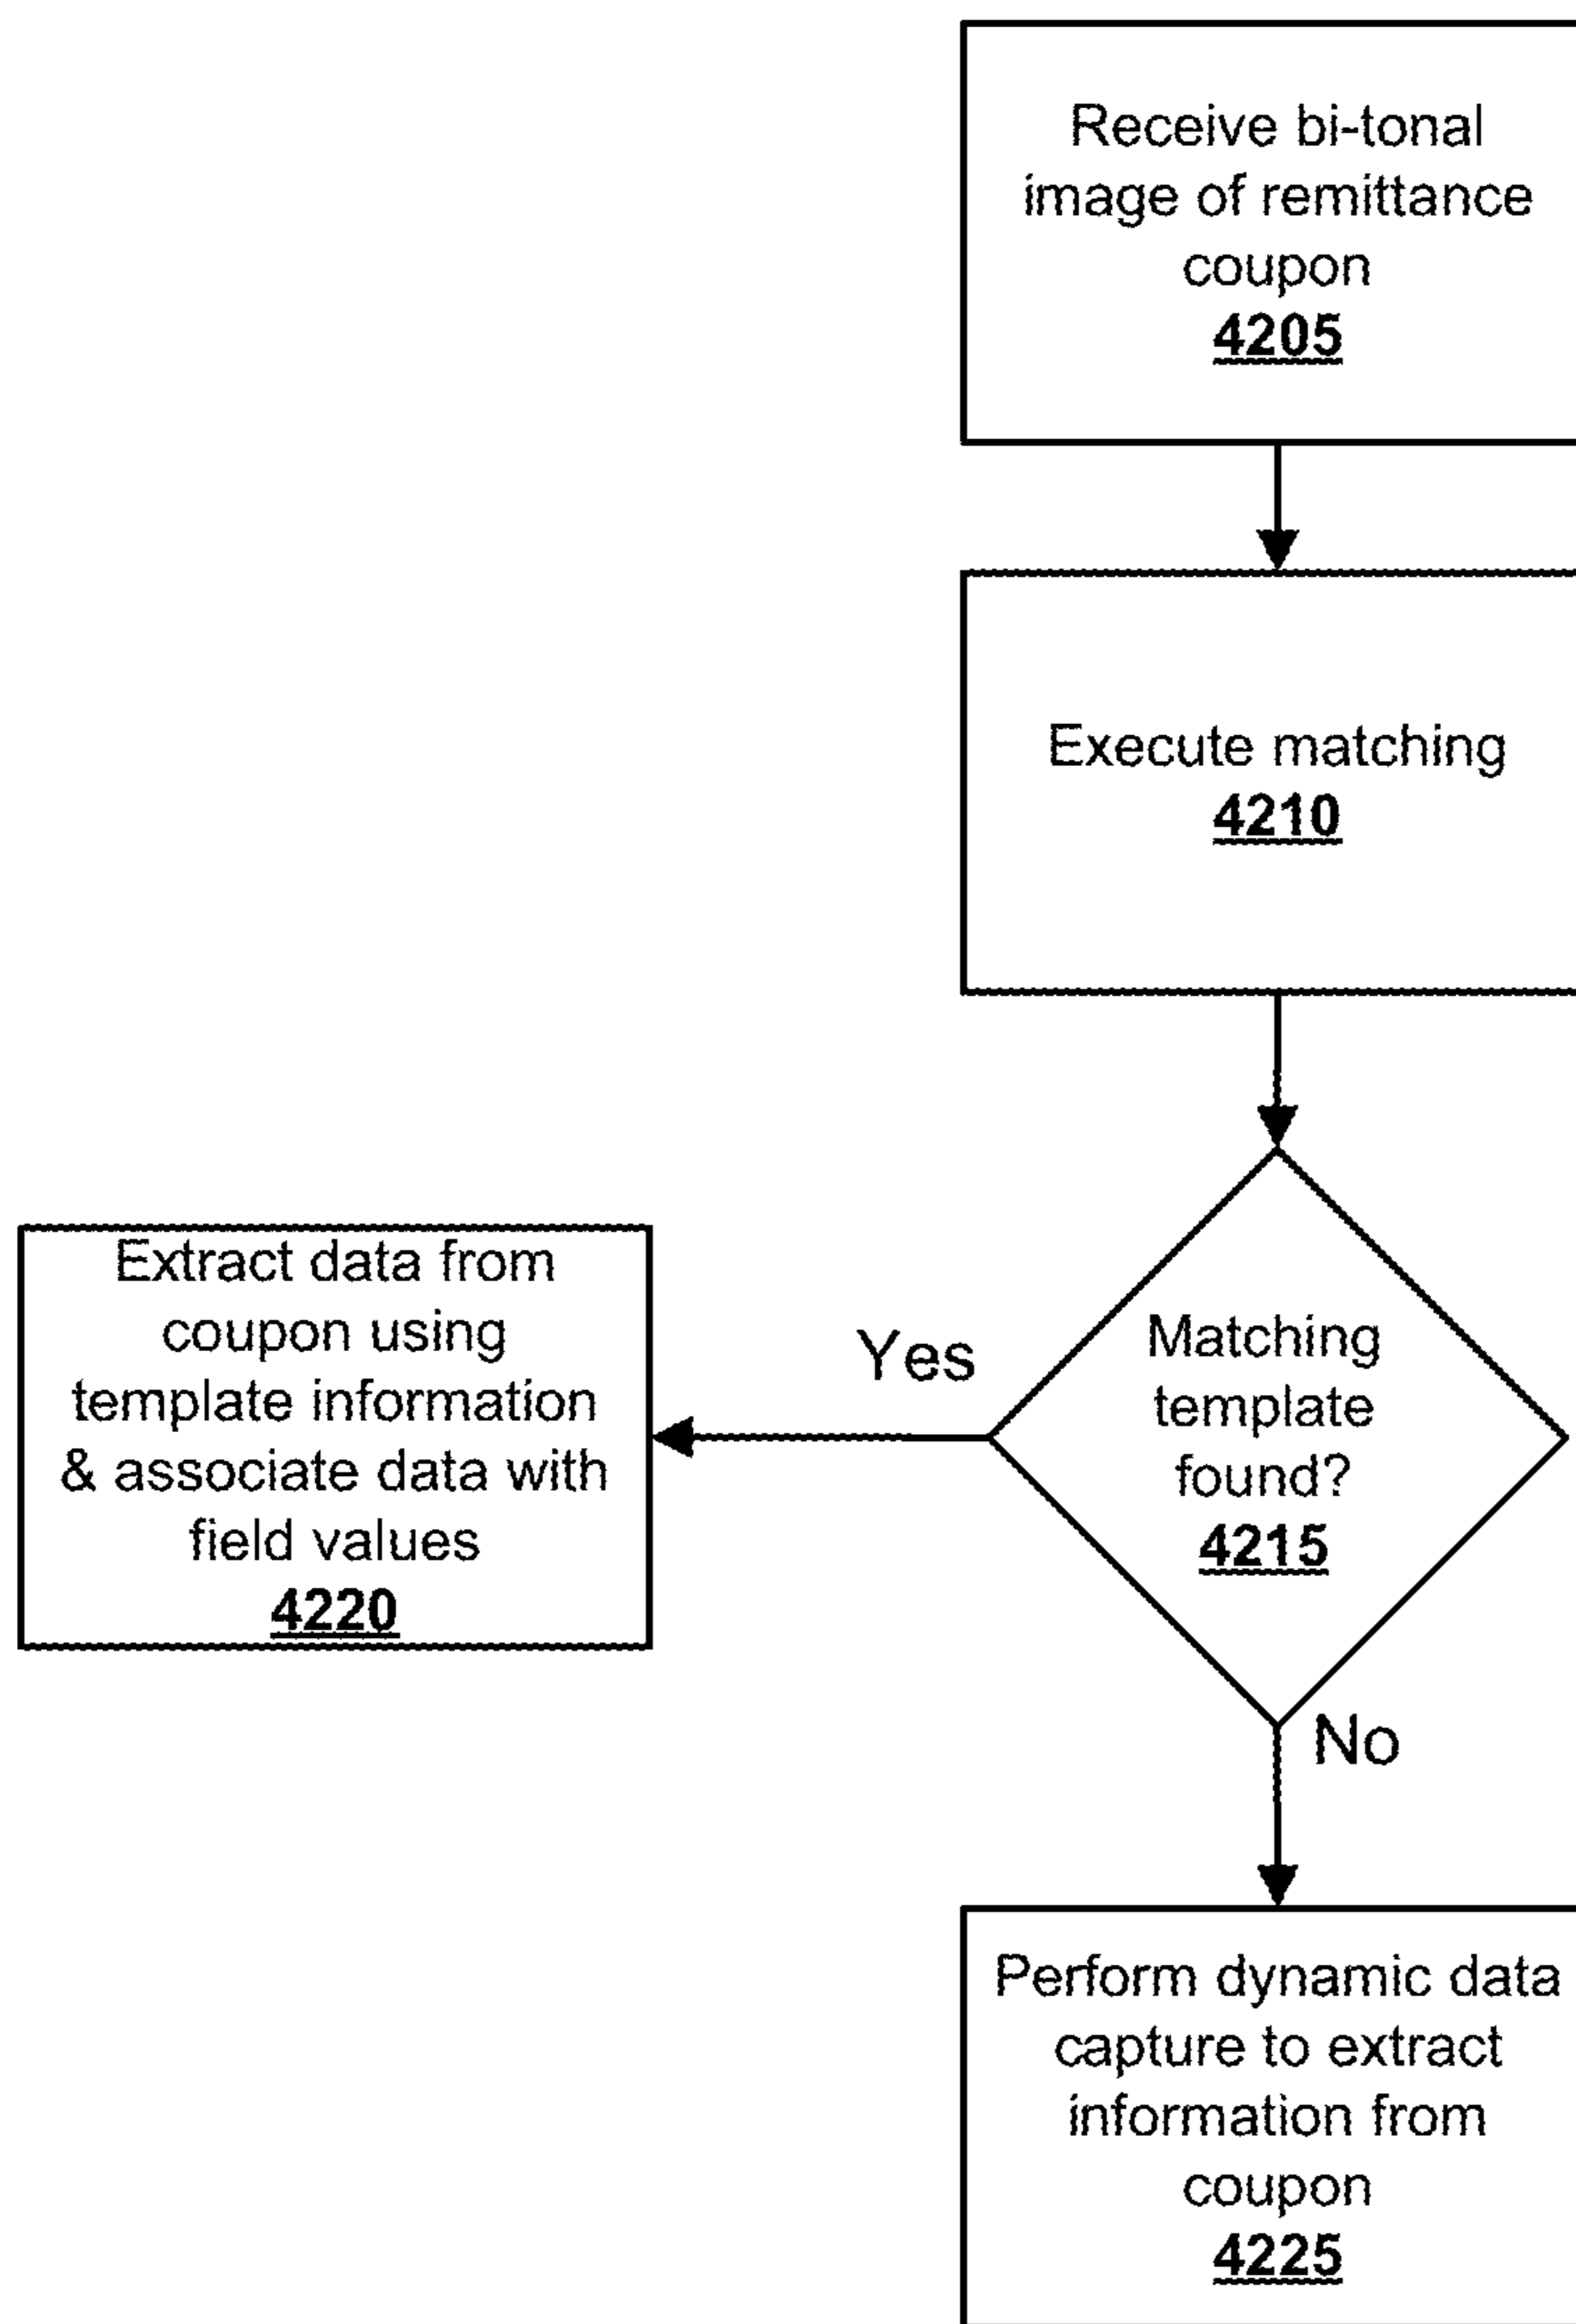 Receive bi-tonal
image of remittance
coupon
4205
Execute matching
4210
Matching
template
found?
4215
Yes
Extract data from
coupon using
template information
& associate data with
field values
4220
No
Perform dynamic data
capture to extract
information from
coupon
4225